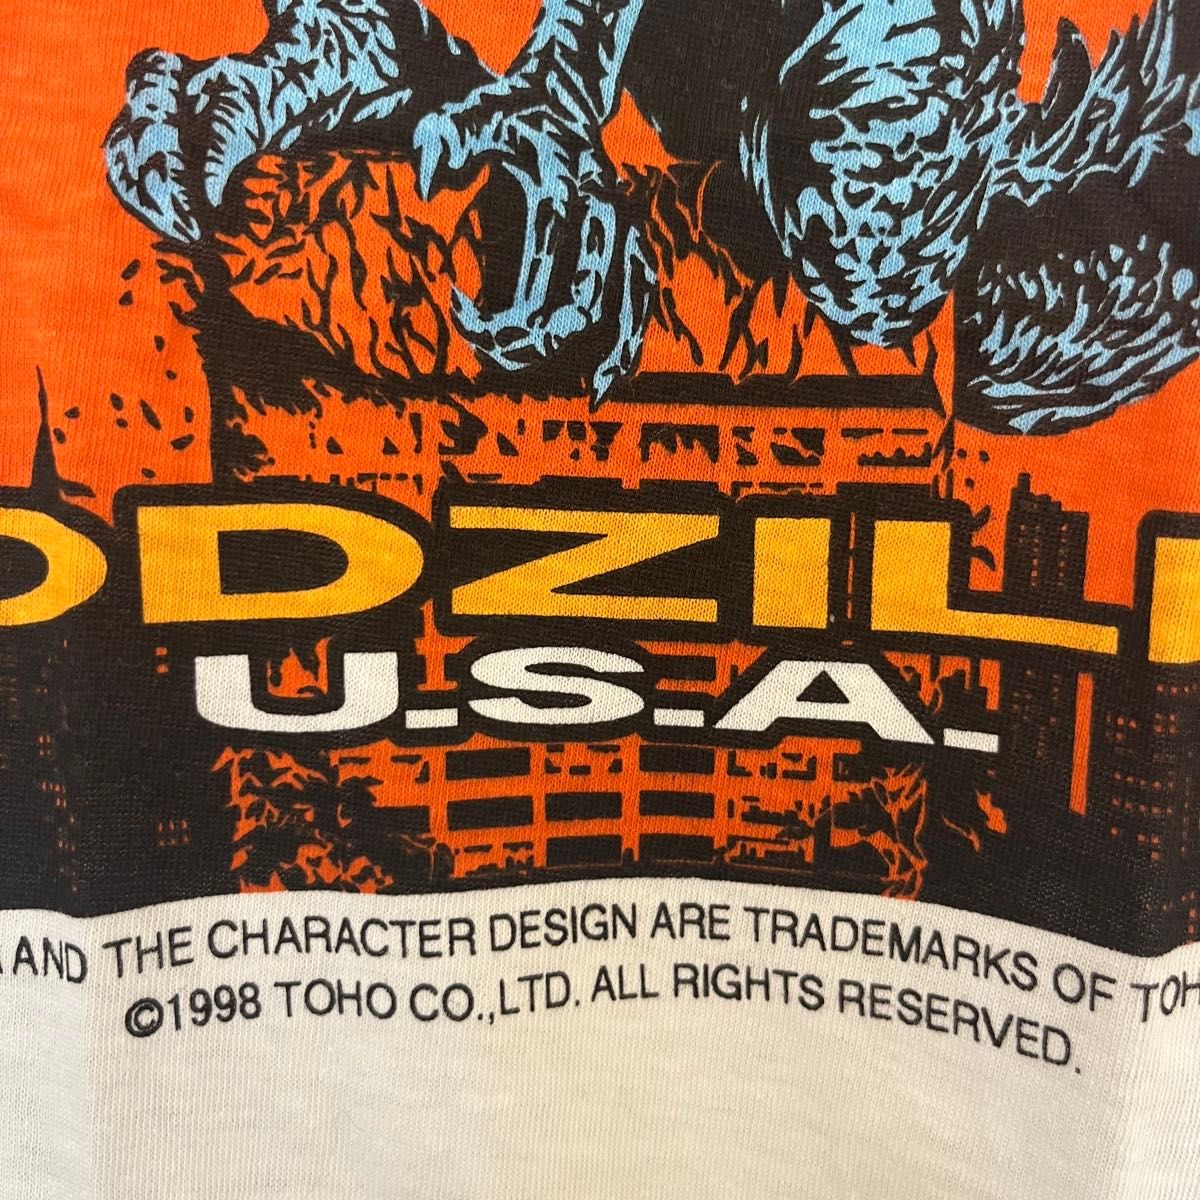 ODZILL
U.S.A.
AND THE CHARACTER DESIGN ARE TRADEMARKS OF TOH
©1998 TOHO CO.,LTD. ALL RIGHTS RESERVED.